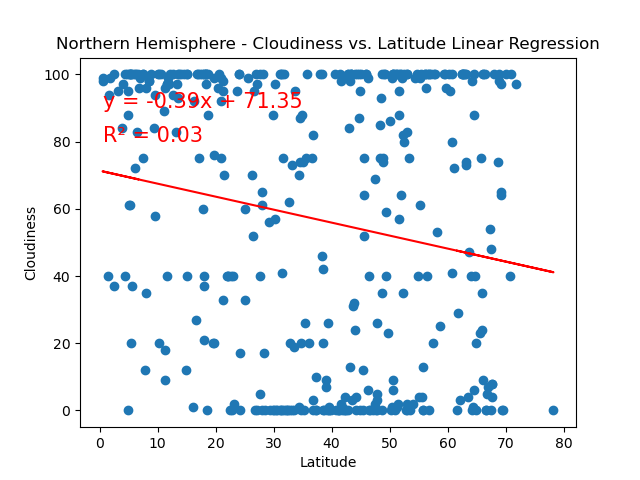 Northern Hemisphere - Cloudiness vs. Latitude Linear Regression
100
y = -0.39x + 71.35
R² = 0.03
80
60
Cloudiness
40
20
0
0 10 20 30 40 50 60 70 80
Latitude